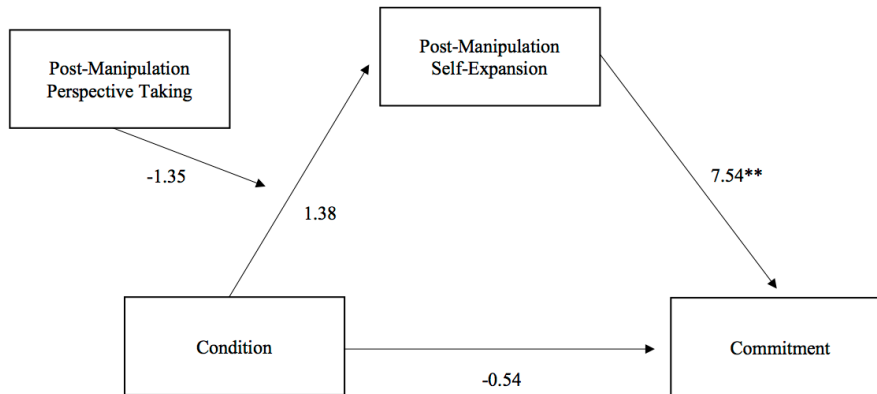 Post-Manipulation
Perspective Taking
Post-Manipulation
Self-Expansion
-1.35
1.38
7.54**
Condition
-0.54
Commitment